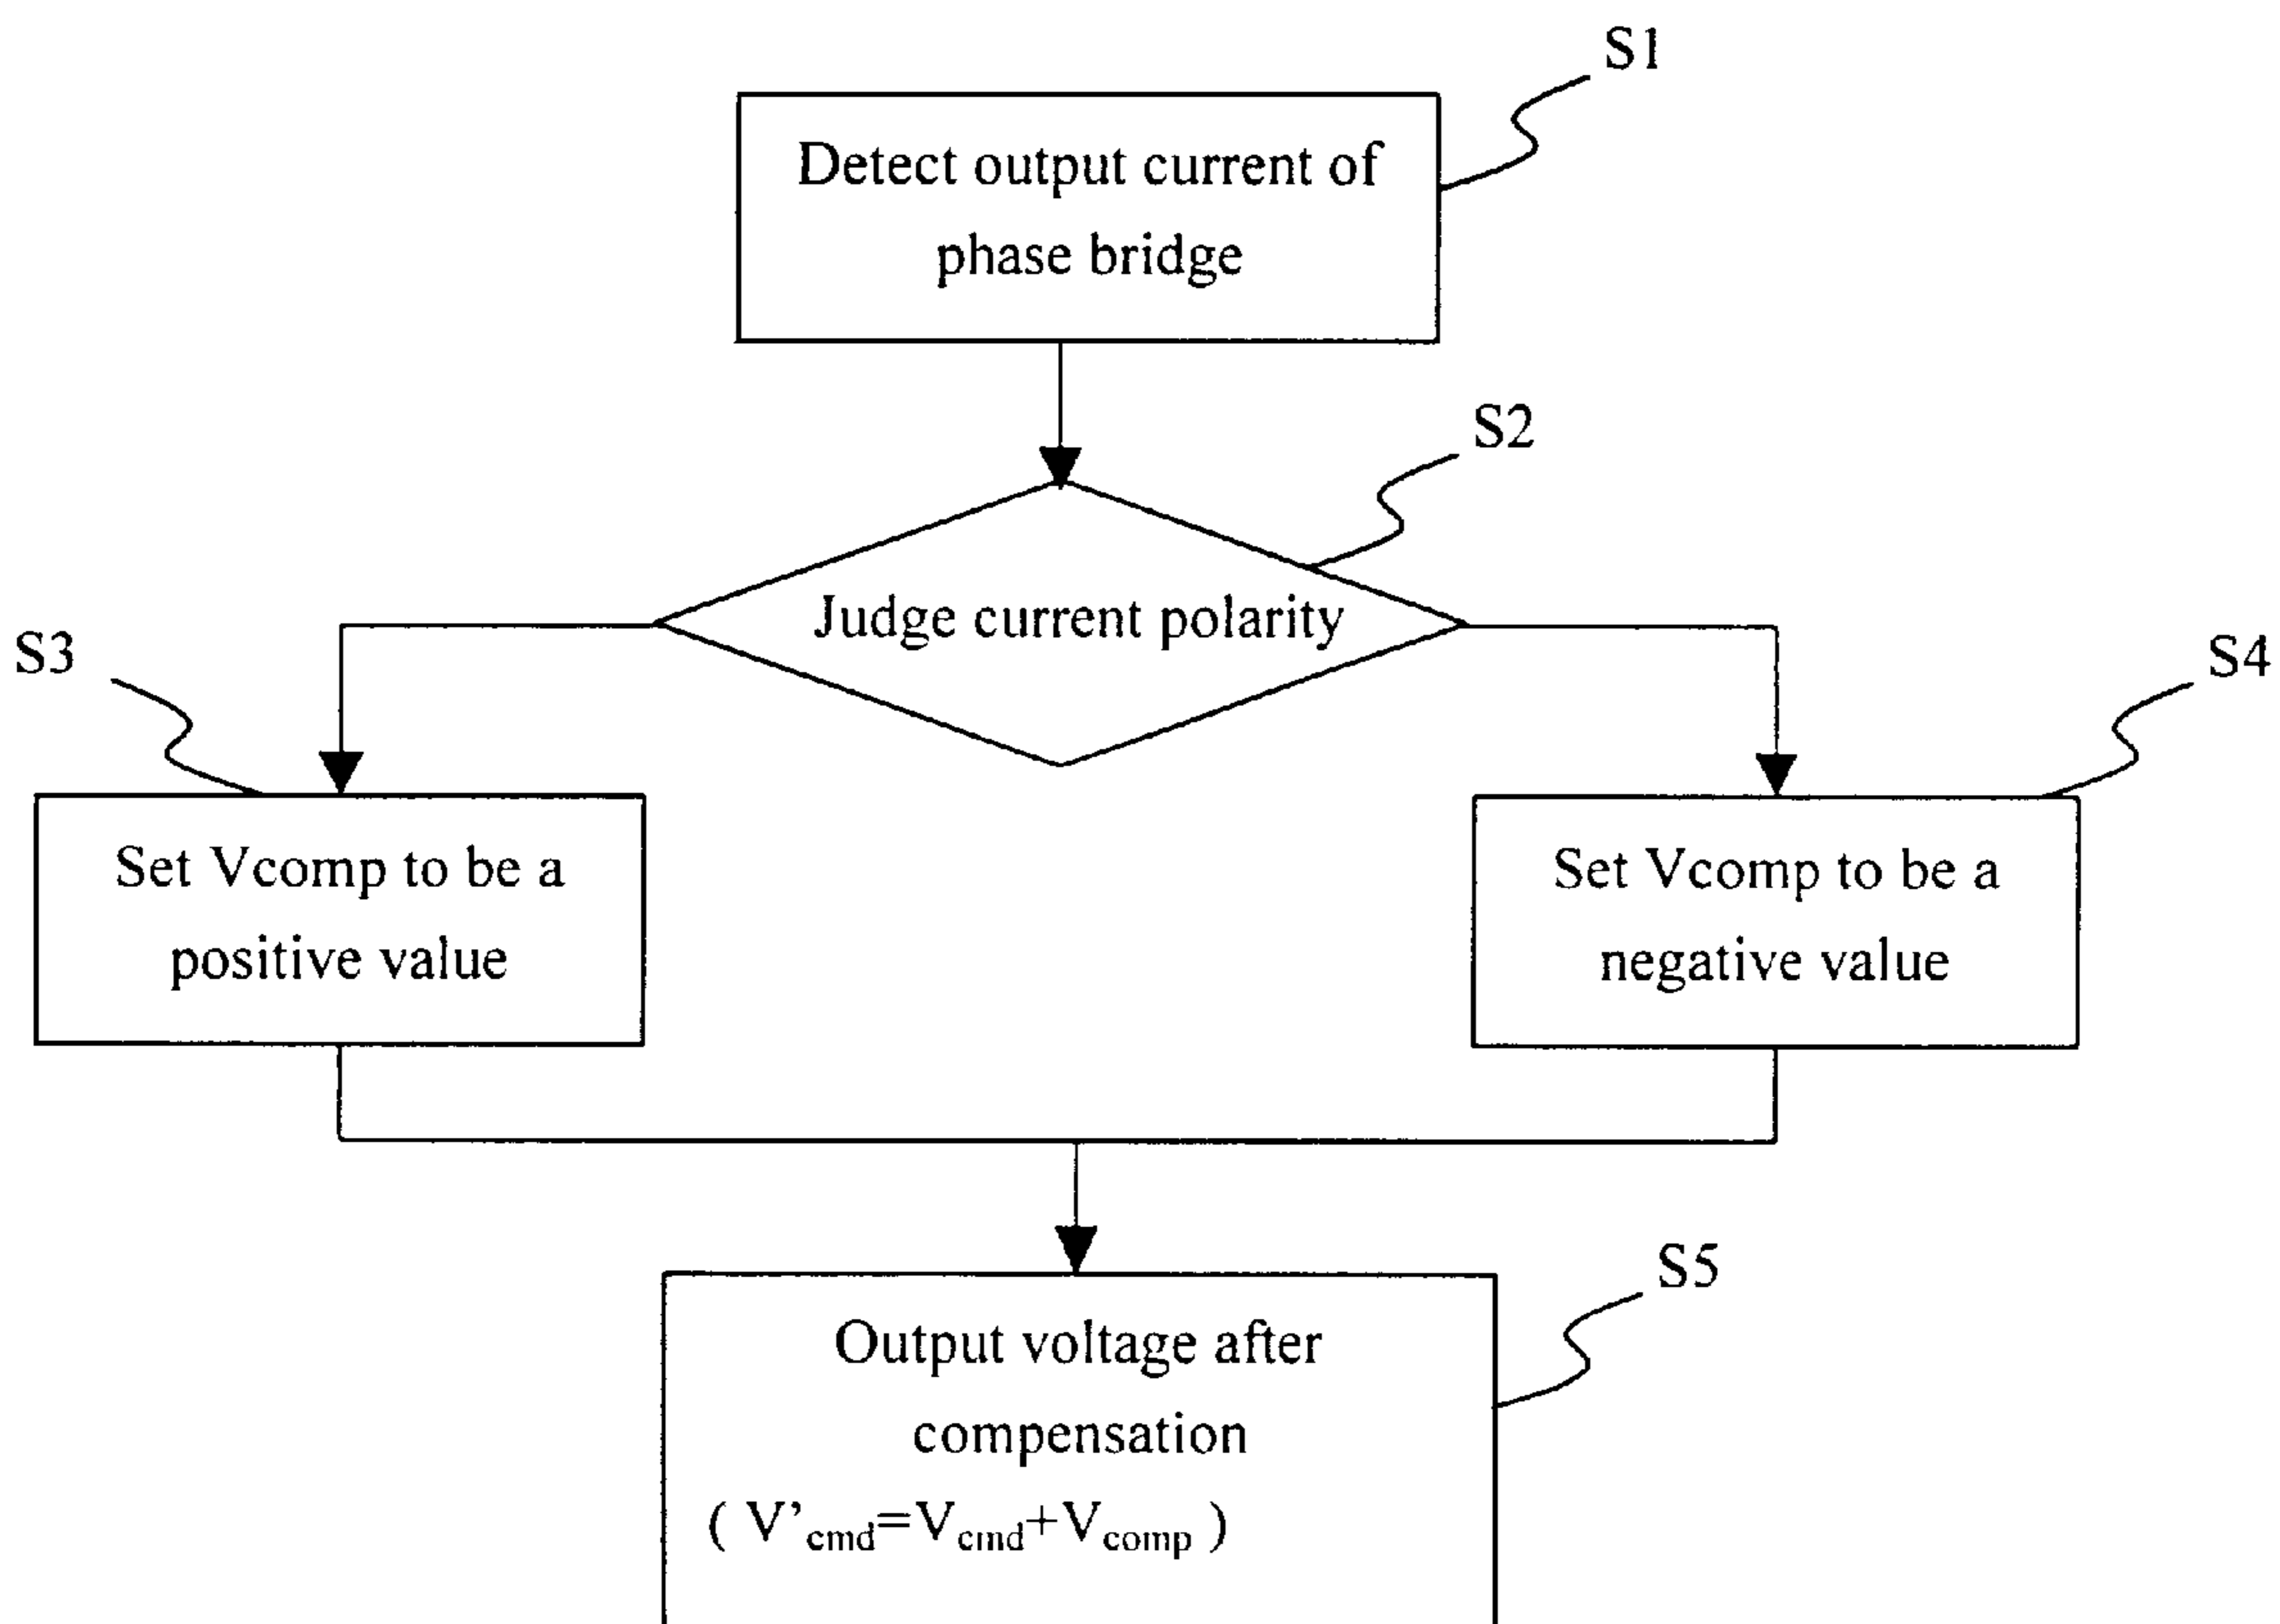 S1
Detect output current of
phase bridge
S2
Judge current polarity
S3
S4
Set Vcomp to be a
positive value
Set Vcomp to be a
negative value
S5
Output voltage after
compensation
( V’cmd=Vcmd+Vcomp )